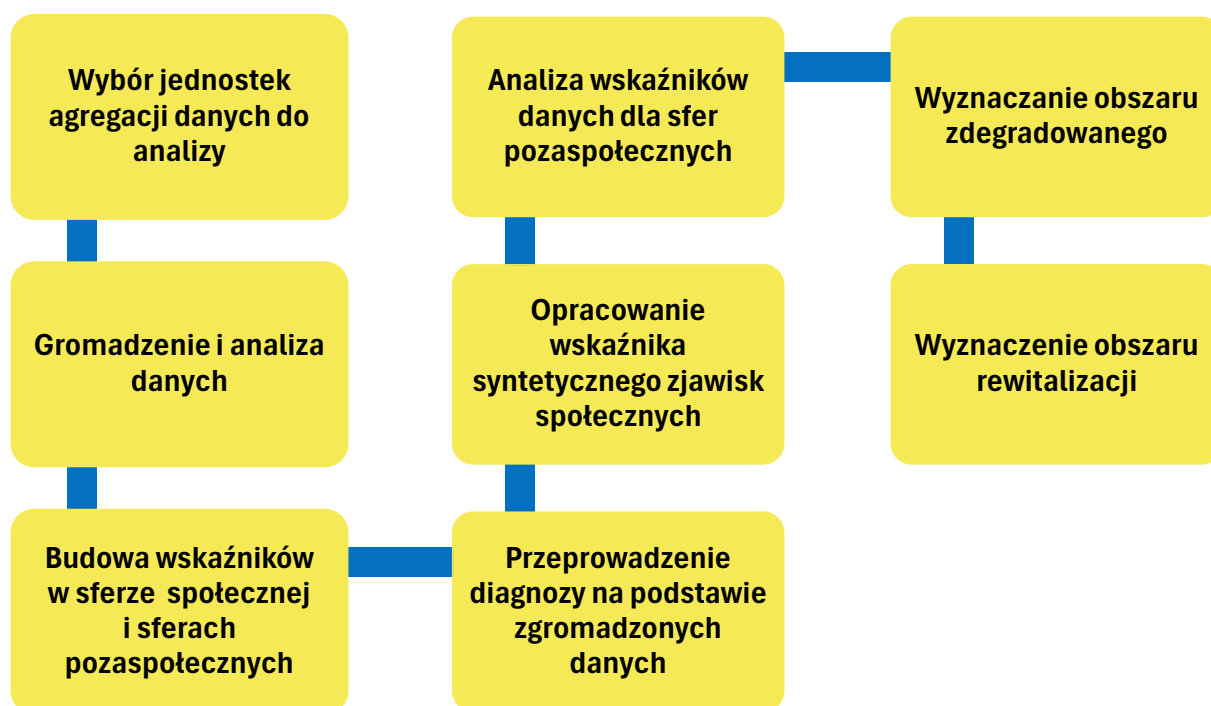 Wybór jednostek
agregacji danych do
analizy
Gromadzenie i analiza
danych
Budowa wskaźników
w sferze społecznej
i sferach
pozaspołecznych
Przeprowadzenie
diagnozy na podstawie
zgromadzonych
danych
Opracowanie
wskaźnika
syntetycznego zjawisk
społecznych
Analiza wskaźników
danych dla sfer
pozaspołecznych
Wyznaczanie obszaru
zdegradowanego
Wyznaczenie obszaru
rewitalizacji